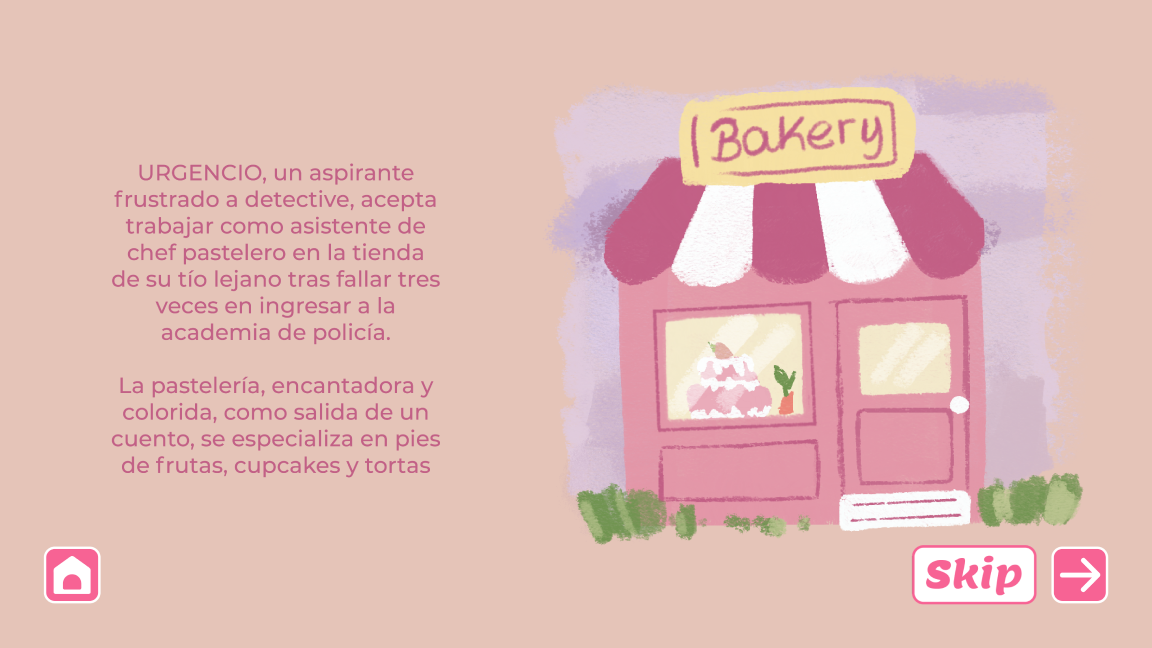 URGENCIO, un aspirante
frustrado a detective, acepta
trabajar como asistente de
chef pastelero en la tienda
de su tío lejano tras fallar tres
veces en ingresar a la
academia de policía.
La pastelería, encantadora y
colorida, como salida de un
cuento, se especializa en pies
de frutas, cupcakes y tortas
Bakery
Skip